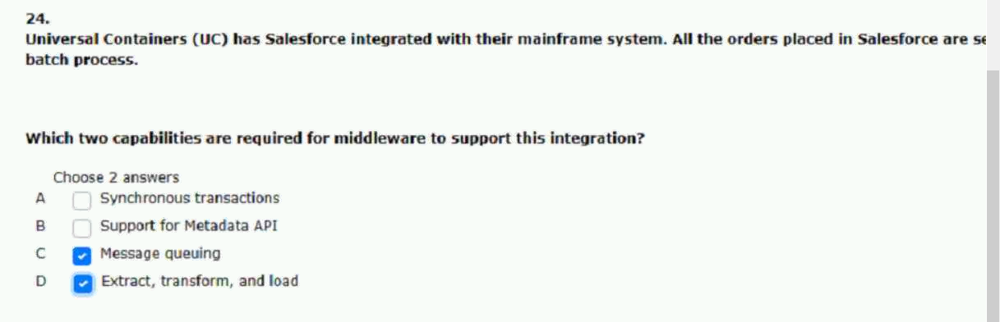 24.
Universal Containers (UC) has Salesforce integrated with their mainframe system. All the orders placed in Salesforce are se
batch process.
Which two capabilities are required for middleware to support this integration?
Choose 2 answers
A Synchronous transactions
B Support for Metadata API
C Message queuing
D Extract, transform, and load